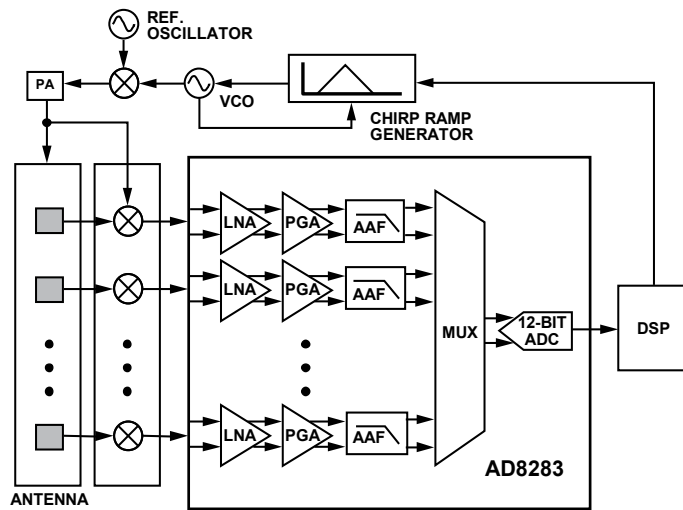 REF.
OSCILLATOR
PA
VCO
CHIRP RAMP
GENERATOR
LNA
PGA
AAF
LNA
PGA
AAF
MUX
12-BIT
ADC
DSP
LNA
PGA
AAF
AD8283
ANTENNA